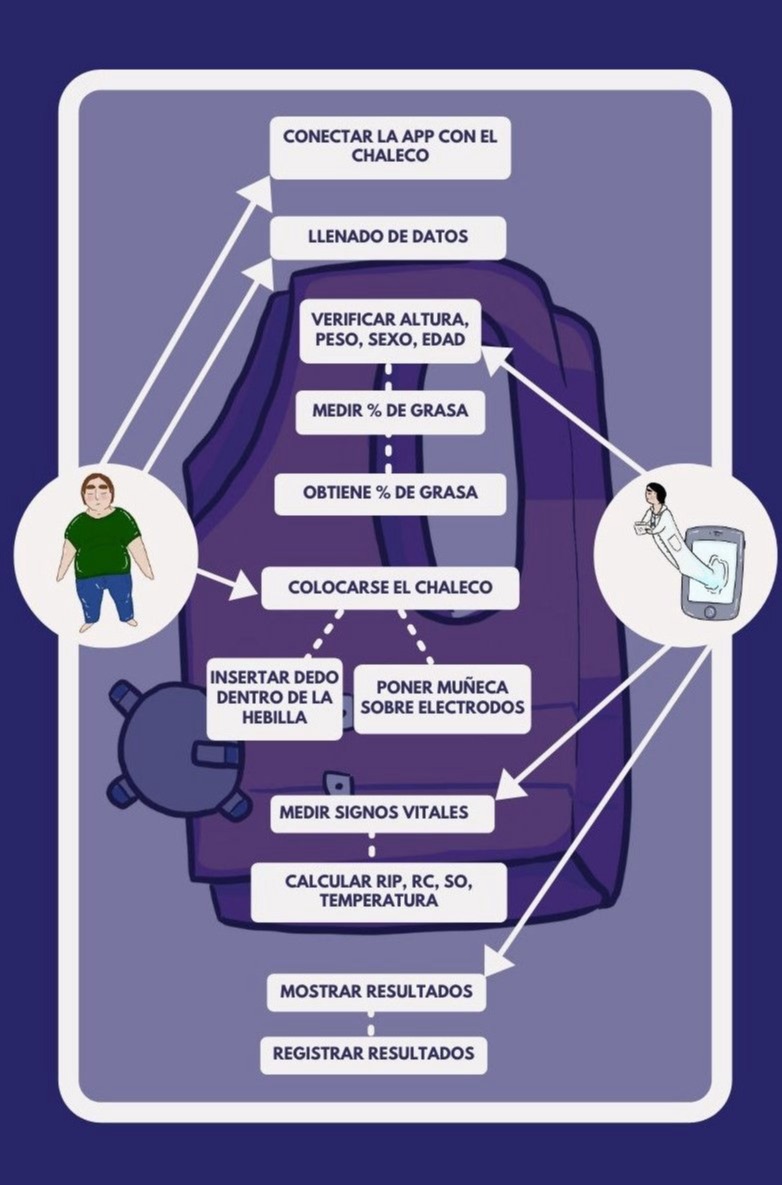 CONECTAR LA APP CON EL
CHALECO
LLENADO DE DATOS
VERIFICAR ALTURA,
PESO, SEXO, EDAD
MEDIR % DE GRASA
OBTIENE % DE GRASA
COLOCARSE EL CHALECO
INSERTAR DEDO
DENTRO DE LA
HEBILLA
PONER MUÑECA
SOBRE ELECTRODOS
MEDIR SIGNOS VITALES
CALCULAR RIP, RC, SO,
TEMPERATURA
MOSTRAR RESULTADOS
REGISTRAR RESULTADOS